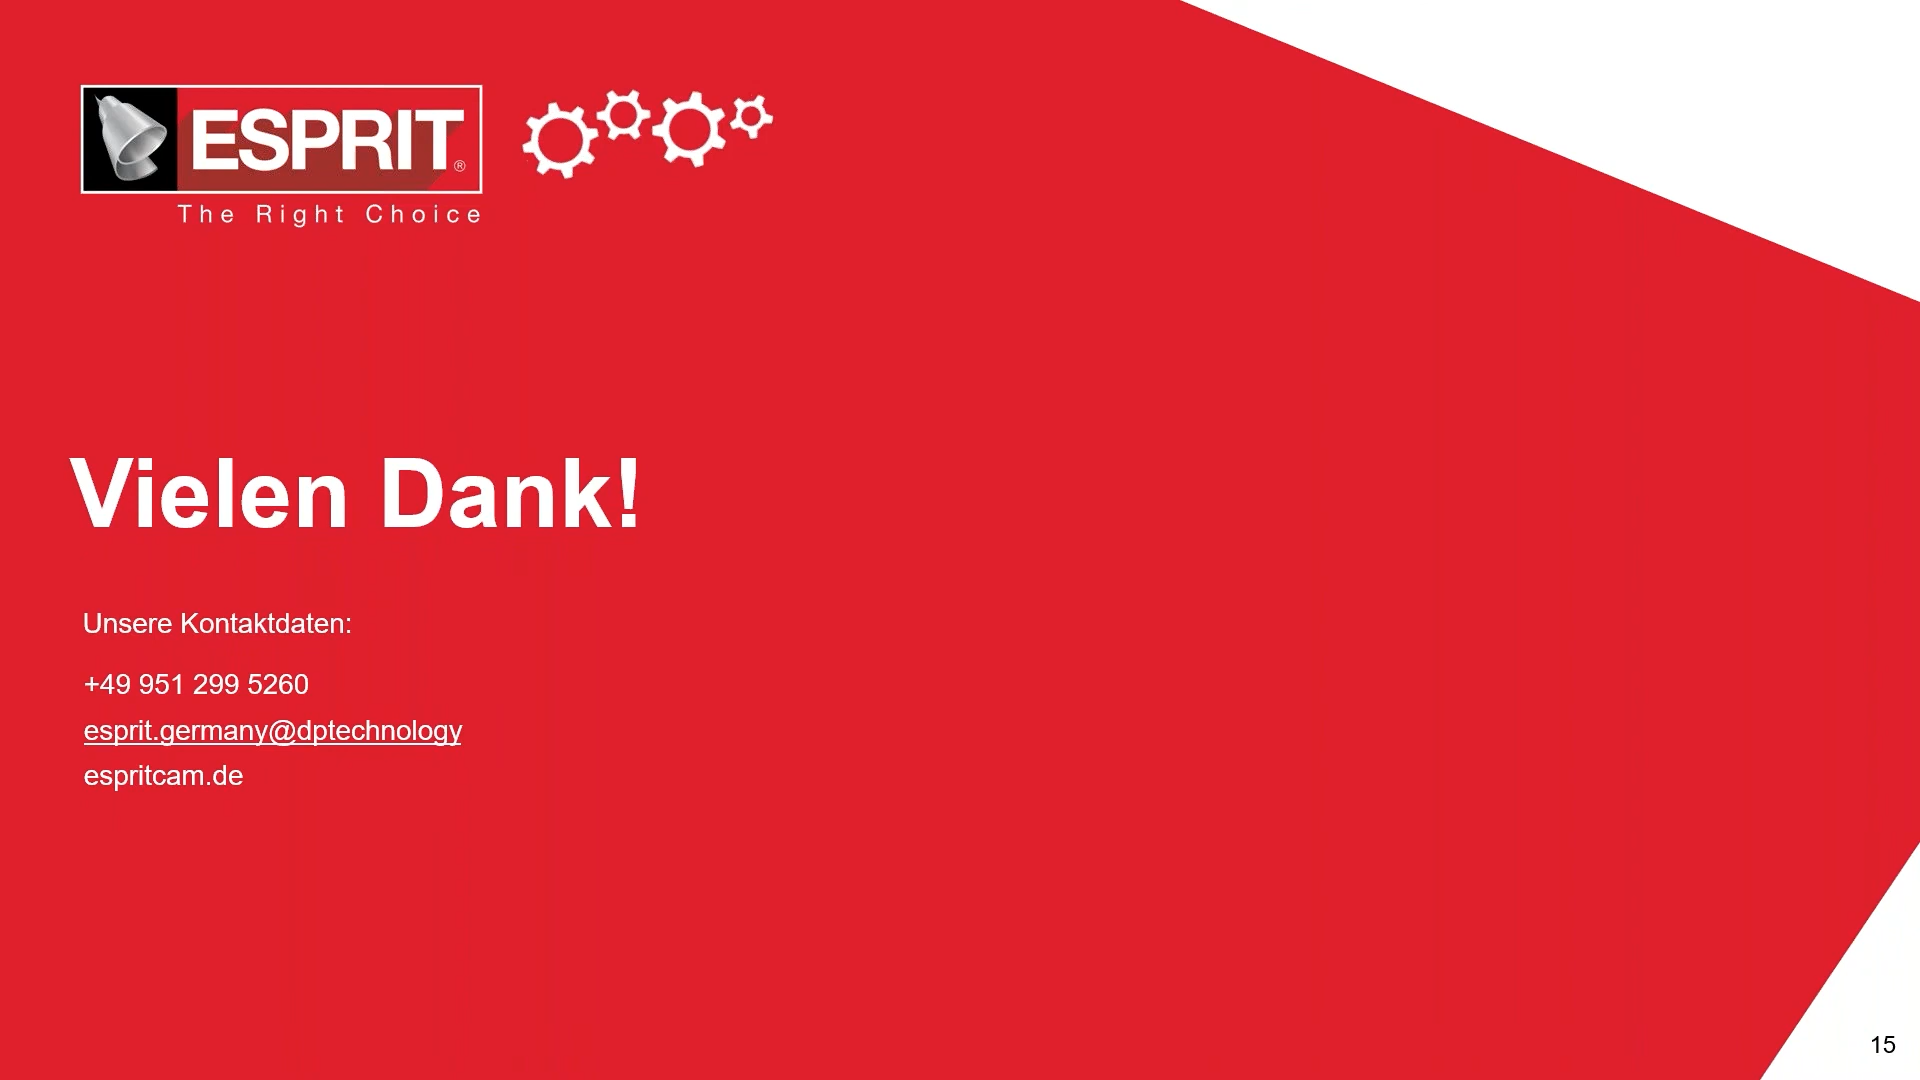 ESPRIT®
The Right Choice
Vielen Dank!
Unsere Kontaktdaten:
+49 951 299 5260
esprit.germany@dptechnology
espritcam.de
15